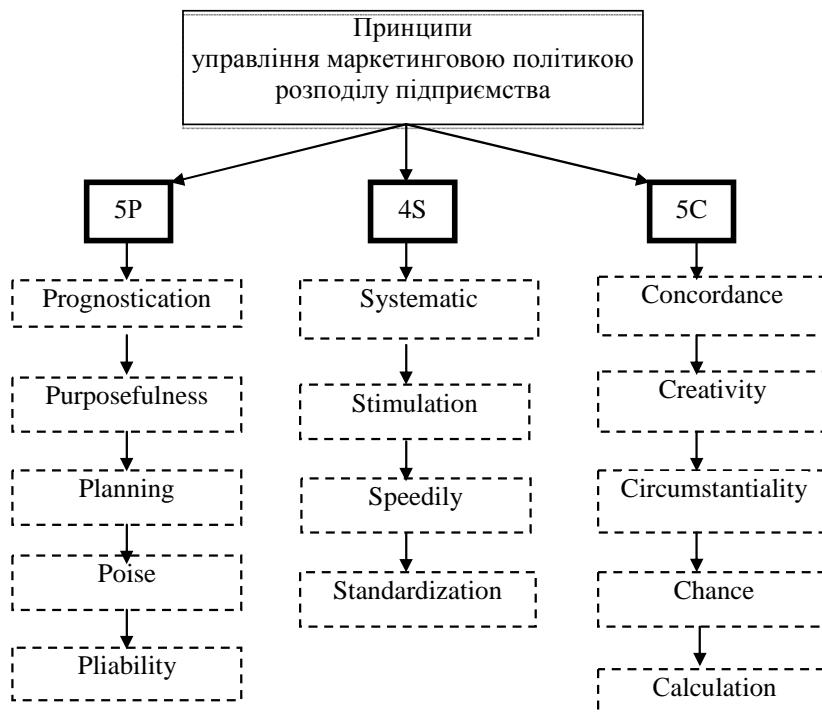 Принципи
управління маркетинговою політикою
розподілу підприємства
5P
4S
5C
Prognostication
Purposefulness
Planning
Poise
Pliability
Systematic
Stimulation
Speedily
Standardization
Concordance
Creativity
Circumstantiality
Chance
Calculation